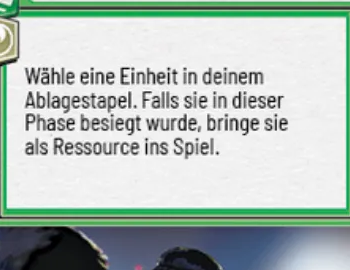 Wähle eine Einheit in deinem
Ablagestapel. Falls sie in dieser
Phase besiegt wurde, bringe sie
als Ressource ins Spiel.